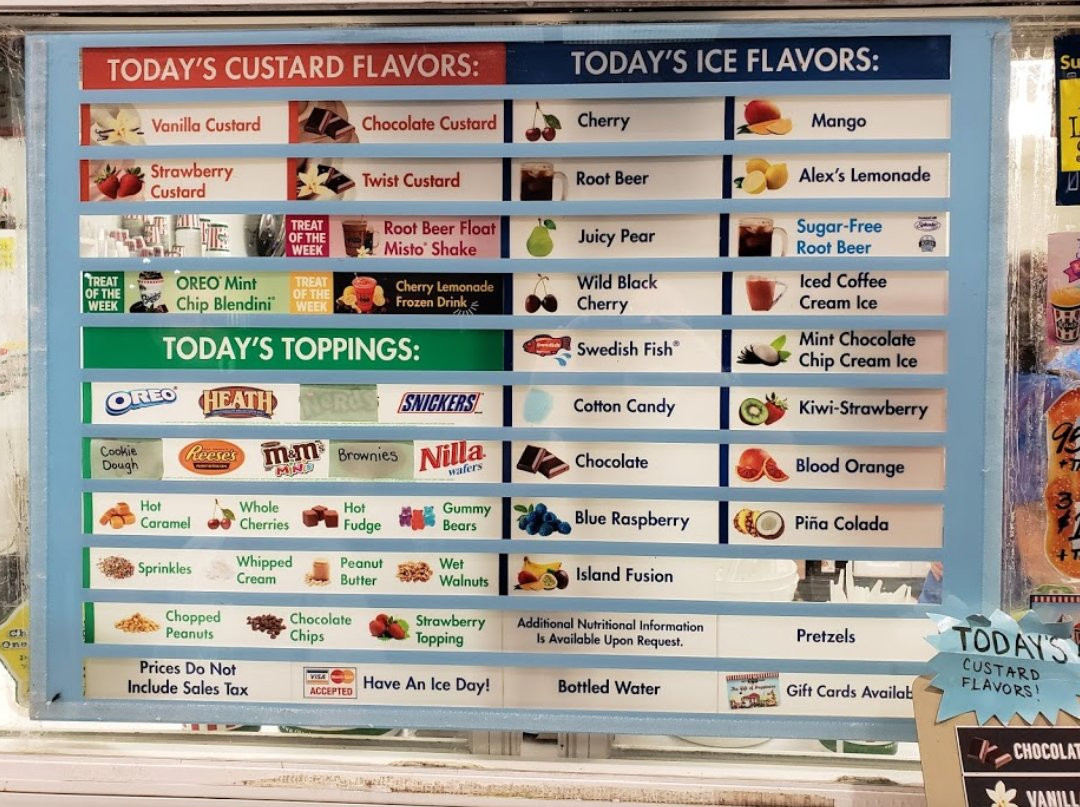 TODAY'S CUSTARD FLAVORS:
Vanilla Custard
Chocolate Custard
Strawberry
Custard
Twist Custard
TREAT
OF THE
WEEK
Root Beer Float
Misto® Shake
TREAT
OF THE
WEEK
OREO® Mint
Chip Blendini®
TREAT
OF THE
WEEK
Cherry Lemonade
Frozen Drink
TODAY'S TOPPINGS:
OREO
HEATH
SNICKERS
Cookie
Dough
Reese's
m&m's
MINIS
Brownies
Nilla
wafers
Hot
Caramel
Whole
Cherries
Hot
Fudge
Gummy
Bears
Sprinkles
Whipped
Cream
Peanut
Butter
Wet
Walnuts
Chopped
Peanuts
Chocolate
Chips
Strawberry
Topping
Prices Do Not
Include Sales Tax
VISA MasterCard
ACCEPTED
Have An Ice Day!
TODAY'S ICE FLAVORS:
Cherry
Mango
Root Beer
Alex's Lemonade
Juicy Pear
Sugar-Free
Root Beer
Wild Black
Cherry
Iced Coffee
Cream Ice
Swedish Fish®
Mint Chocolate
Chip Cream Ice
Cotton Candy
Kiwi-Strawberry
Chocolate
Blood Orange
Blue Raspberry
Piña Colada
Island Fusion
Additional Nutritional Information
Is Available Upon Request.
Pretzels
Bottled Water
Gift Cards Availab
TODAY'S
CUSTARD
FLAVORS!
CHOCOLAT
VANILL
Su
95